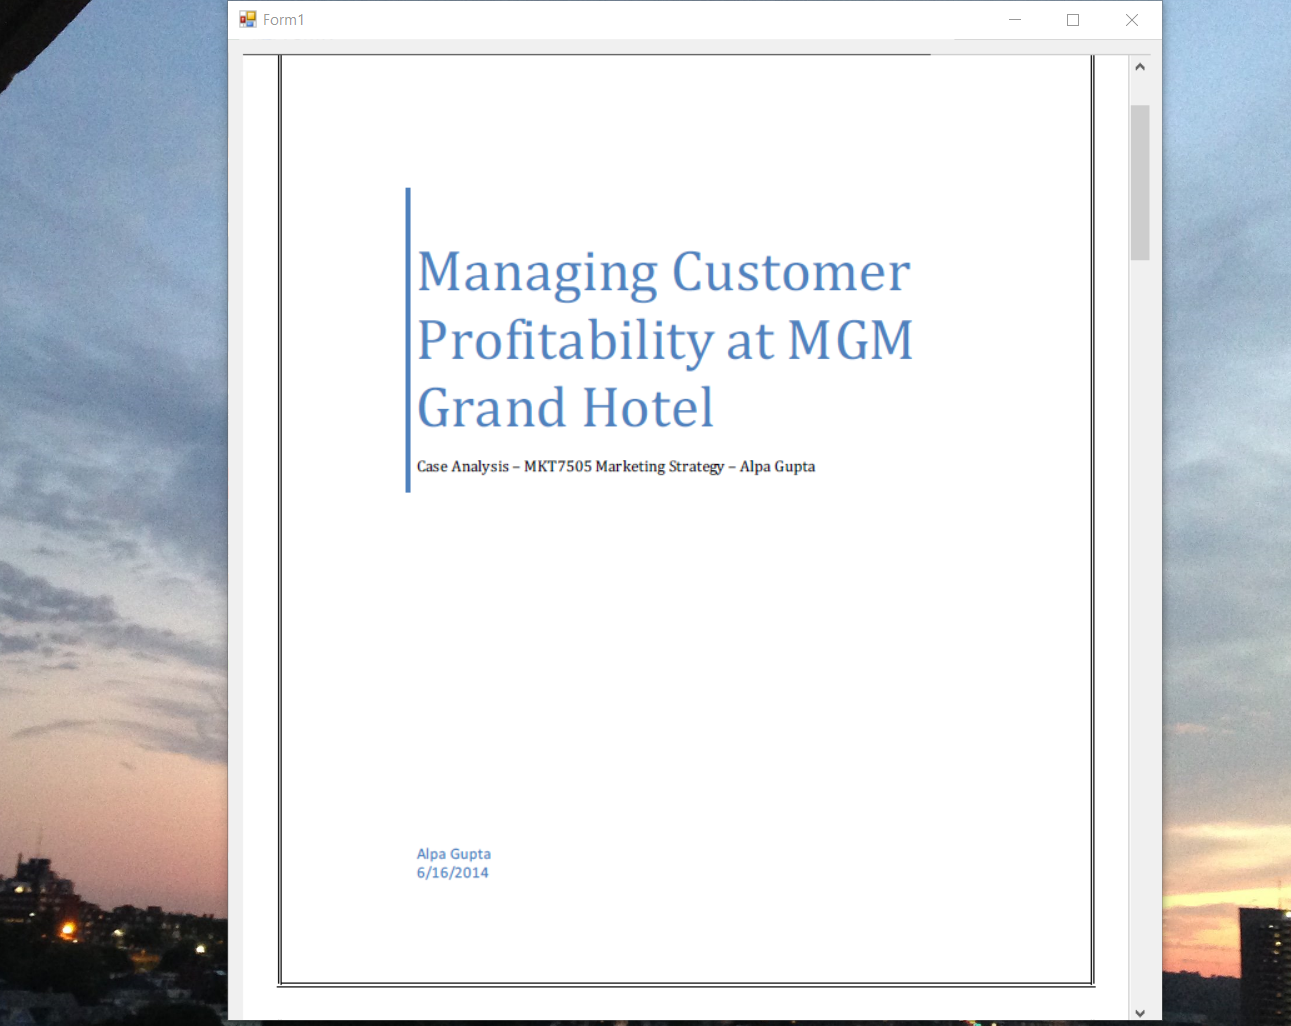 Form1
Managing Customer
Profitability at MGM
Grand Hotel
Case Analysis – MKT7505 Marketing Strategy – Alpa Gupta
Alpa Gupta
6/16/2014